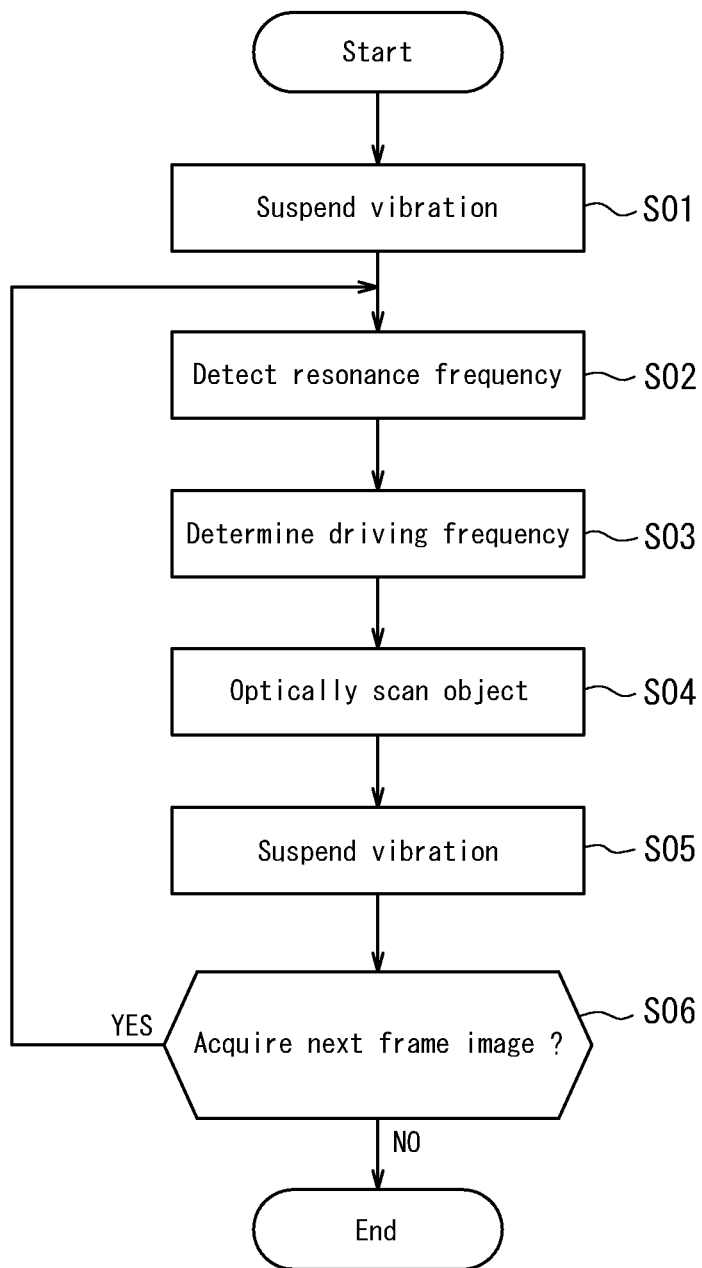 Start
Suspend vibration
S01
Detect resonance frequency
S02
Determine driving frequency
S03
Optically scan object
S04
Suspend vibration
S05
Acquire next frame image ?
S06
YES
NO
End